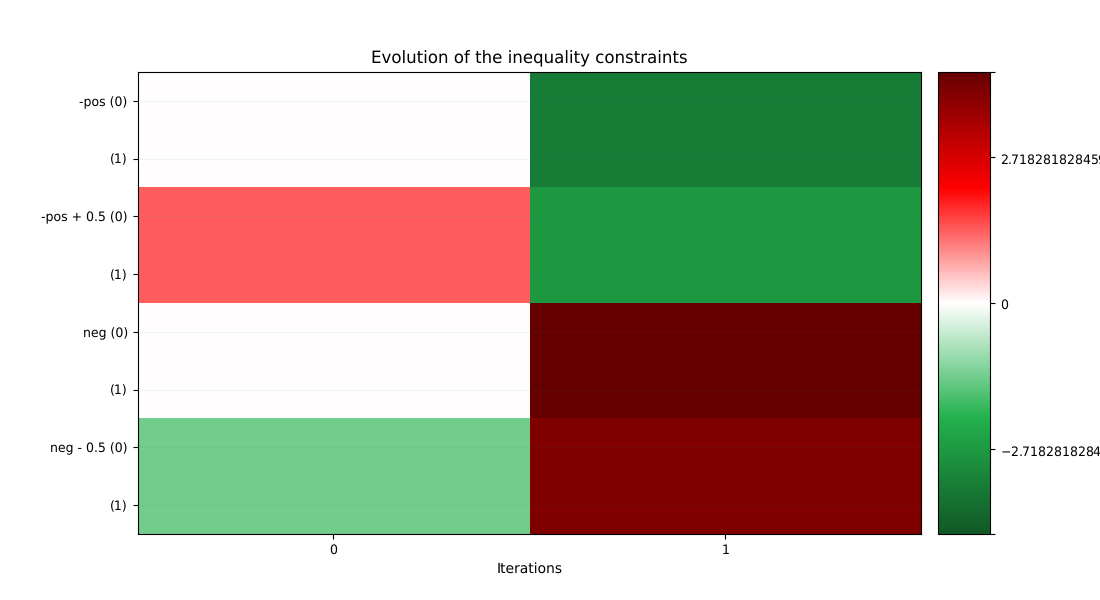 Evolution of the inequality constraints
-pos (0)
(1)
-pos + 0.5 (0)
(1)
neg (0)
(1)
neg - 0.5 (0)
(1)
0
1
Iterations
2.71828182845
0
−2.7182818284